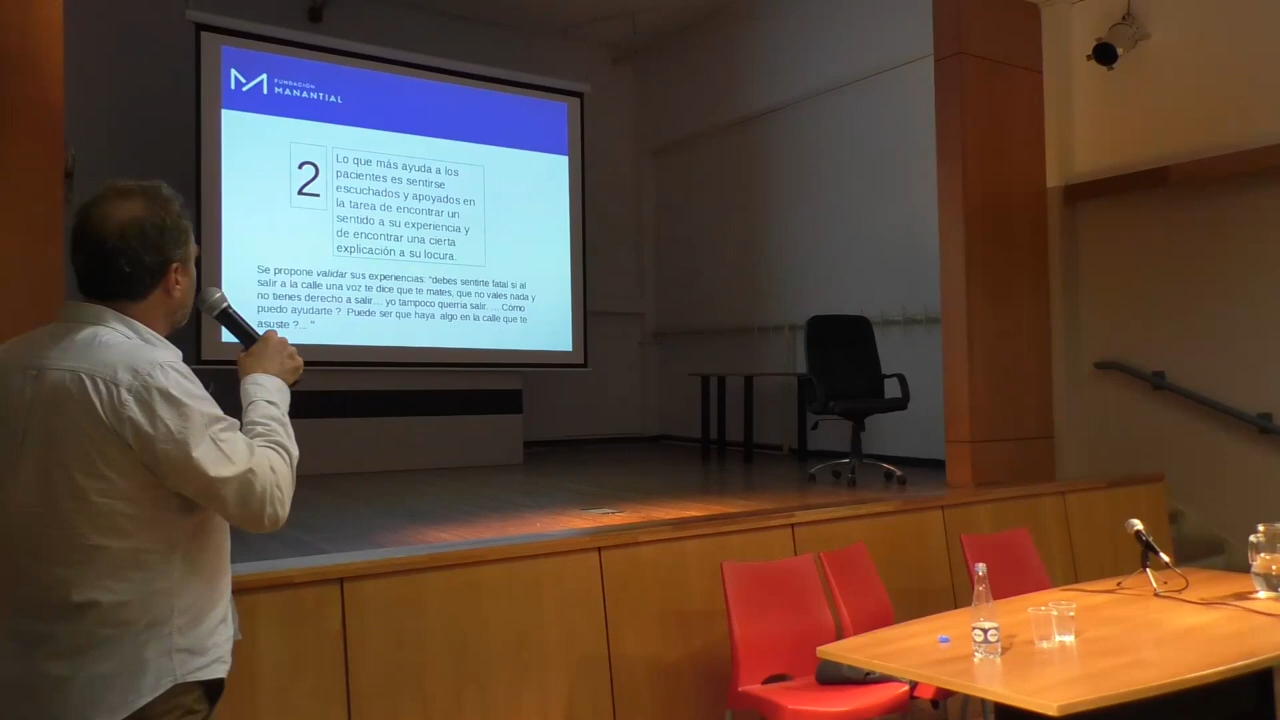 FUNDACIÓN
MANANTIAL
2
Lo que más ayuda a los
pacientes es sentirse
escuchados y apoyados en
la tarea de encontrar un
sentido a su experiencia y
de encontrar una cierta
explicación a su locura.
Se propone validar sus experiencias: “debes sentirte fatal si al
salir a la calle una voz te dice que te mates, que no vales nada y
no tienes derecho a salir… yo tampoco querría salir. … Cómo
puedo ayudarte ? Puede ser que haya algo en la calle que te
asuste ?... ”